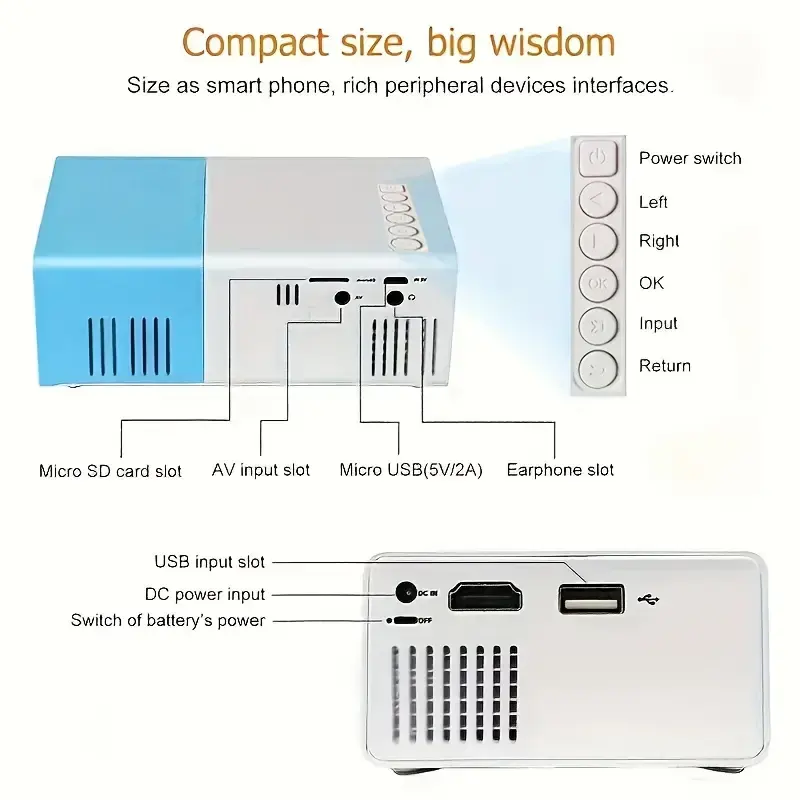 Compact size, big wisdom
Size as smart phone, rich peripheral devices interfaces.
Power switch
Left
Right
OK
OK
Input
Return
AV
Micro SD card slot
AV input slot
Micro USB(5V/2A)
Earphone slot
USB input slot
DC power input
DC IN
Switch of battery's power
OFF